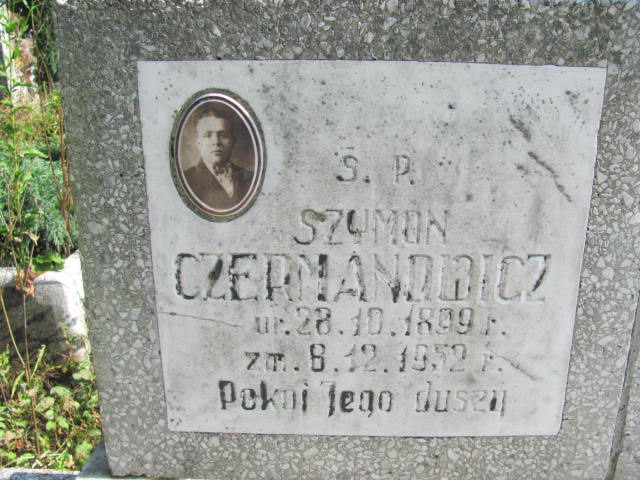 Ś. P.
SZYMON
CZERMANOWICZ
ur. 28.10.1899 r.
zm. 8.12.1952 r.
Pokój Jego duszy